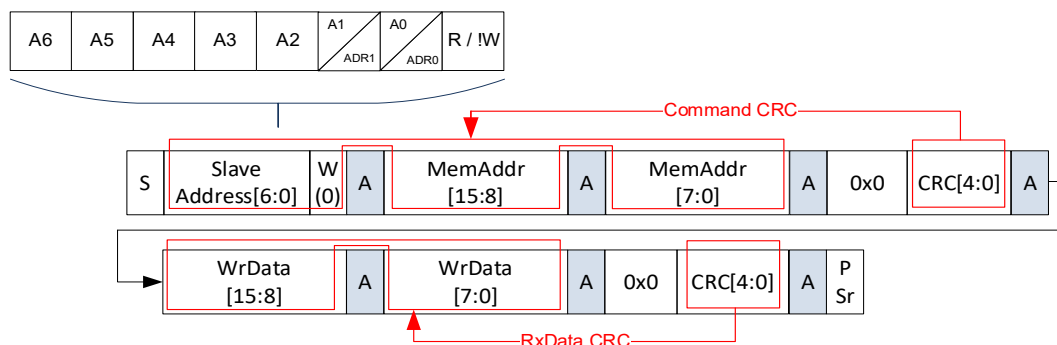 A6 A5 A4 A3 A2 A1 ADR1 A0 ADR0 R / !W
Command CRC
S Slave Address[6:0] W (0) A MemAddr [15:8] A MemAddr [7:0] A 0x0 CRC[4:0] A
WrData [15:8] A WrData [7:0] A 0x0 CRC[4:0] A P Sr
RxData CRC